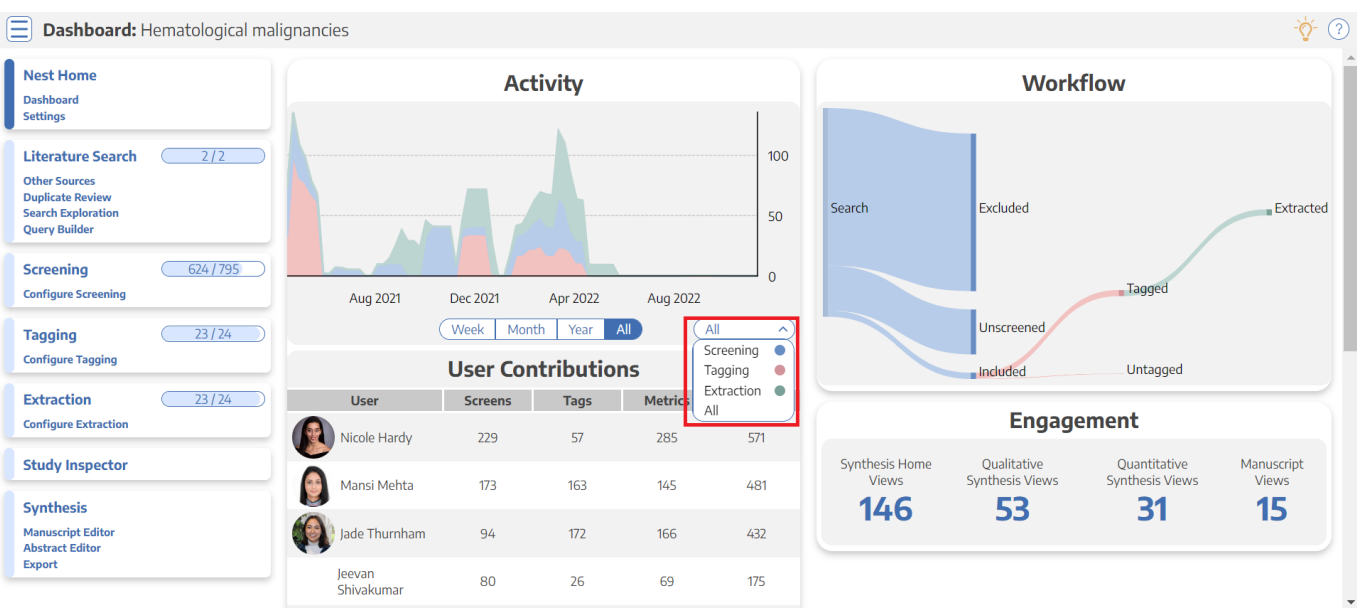 Dashboard: Hematological malignancies
?
Nest Home
Dashboard
Settings
Literature Search 2 / 2
Other Sources
Duplicate Review
Search Exploration
Query Builder
Screening 624 / 795
Configure Screening
Tagging 23 / 24
Configure Tagging
Extraction 23 / 24
Configure Extraction
Study Inspector
Synthesis
Manuscript Editor
Abstract Editor
Export
Activity
100
50
0
Aug 2021 Dec 2021 Apr 2022 Aug 2022
Week Month Year All
All
Screening
Tagging
Extraction
All
User Contributions
User Screens Tags Metrics
Nicole Hardy 229 57 285 571
Mansi Mehta 173 163 145 481
Jade Thurnham 94 172 166 432
Jeevan
Shivakumar 80 26 69 175
Workflow
Search
Excluded
Extracted
Tagged
Unscreened
Included
Untagged
Engagement
Synthesis Home
Views
146
Qualitative
Synthesis Views
53
Quantitative
Synthesis Views
31
Manuscript
Views
15